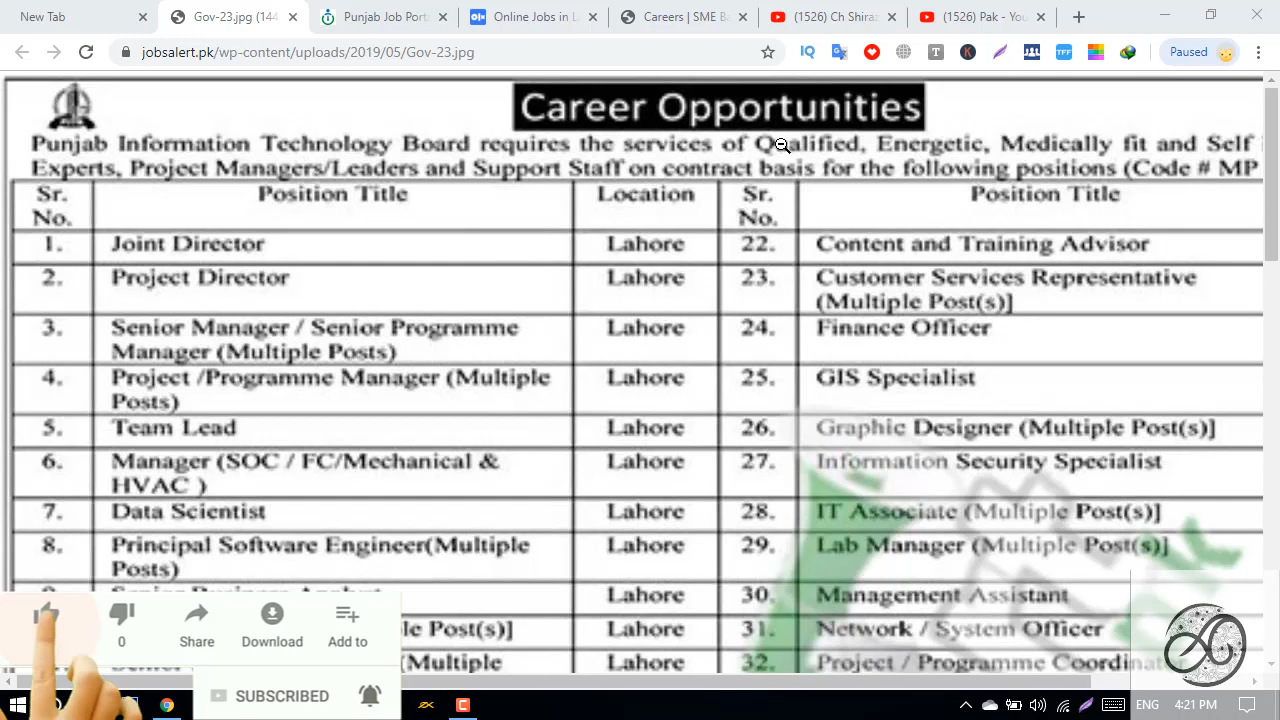 New Tab
Gov-23.jpg (144
Punjab Job Port
Online Jobs in L
Careers | SME Ba
(1526) Ch Shiraz
(1526) Pak - You
jobsalert.pk/wp-content/uploads/2019/05/Gov-23.jpg
Paused
Career Opportunities
Punjab Information Technology Board requires the services of Qualified, Energetic, Medically fit and Self
Experts, Project Managers/Leaders and Support Staff on contract basis for the following positions (Code # MP
Sr. No. Position Title Location Sr. No. Position Title
1. Joint Director Lahore 22. Content and Training Advisor
2. Project Director Lahore 23. Customer Services Representative
(Multiple Post(s)]
3. Senior Manager / Senior Programme Lahore 24. Finance Officer
Manager (Multiple Posts)
4. Project /Programme Manager (Multiple Lahore 25. GIS Specialist
Posts)
5. Team Lead Lahore 26. Graphic Designer (Multiple Post(s)]
6. Manager (SOC / FC/Mechanical & Lahore 27. Information Security Specialist
HVAC )
7. Data Scientist Lahore 28. IT Associate (Multiple Post(s)]
8. Principal Software Engineer(Multiple Lahore 29. Lab Manager (Multiple Post(s)]
Posts)
9. Senior Business Analyst Lahore 30. Management Assistant
Post(s)] Lahore 31. Network / System Officer
(Multiple Lahore 32. Project / Programme Coordinat
0 Share Download Add to
SUBSCRIBED
ENG 4:21 PM